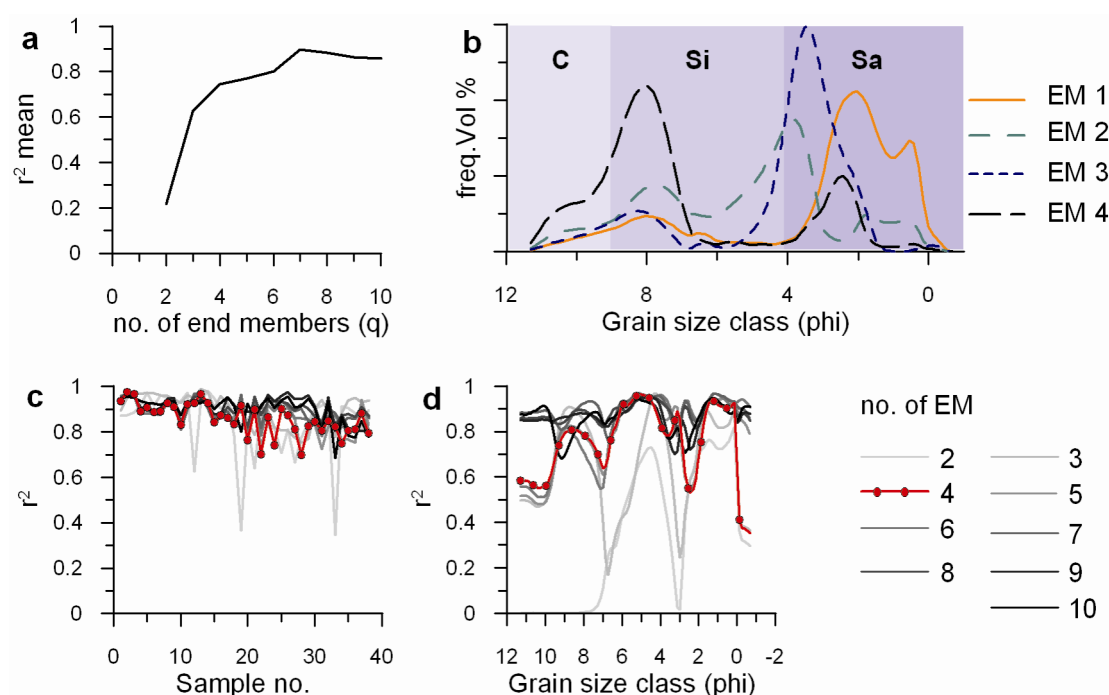 a
1
0.8
0.6
0.4
0.2
0
r² mean
0 2 4 6 8 10
no. of end members (q)
b
C Si Sa
freq.Vol %
12 8 4 0
Grain size class (phi)
EM 1
EM 2
EM 3
EM 4
c
1
0.8
0.6
0.4
0.2
0
r²
0 10 20 30 40
Sample no.
d
1
0.8
0.6
0.4
0.2
0
r²
12 10 8 6 4 2 0 -2
Grain size class (phi)
no. of EM
2 3
4 5
6 7
8 9
10